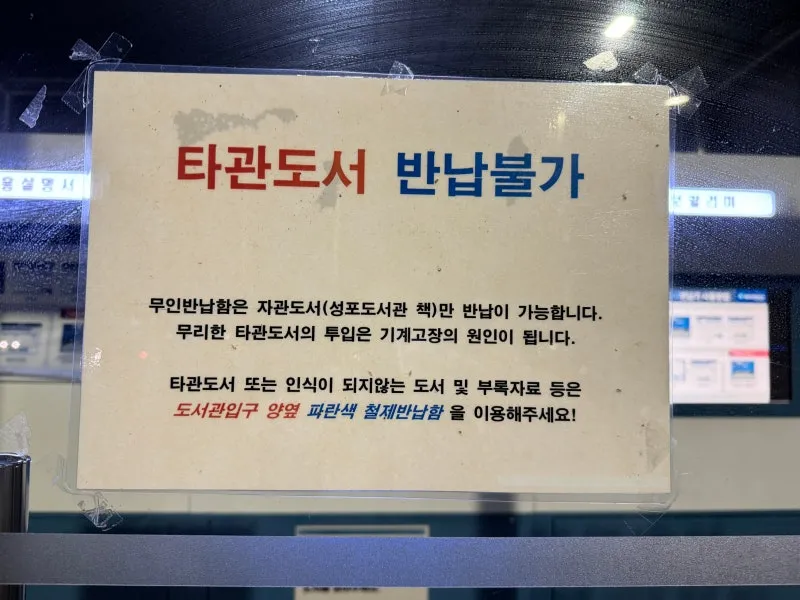 타관도서 반납불가
무인반납함은 자관도서(성포도서관 책)만 반납이 가능합니다.
무리한 타관도서의 투입은 기계고장의 원인이 됩니다.
타관도서 또는 인식이 되지않는 도서 및 부록자료 등은
도서관입구 양옆 파란색 철제반납함 을 이용해주세요!
용설명서